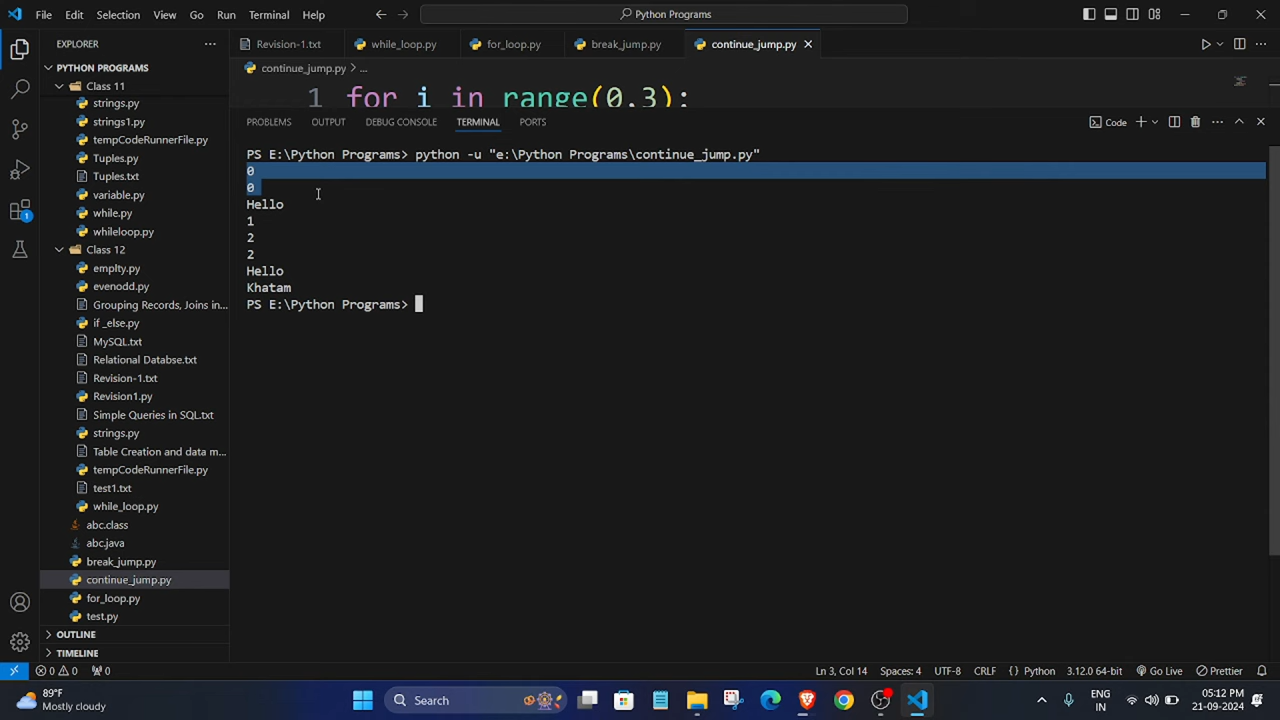 File Edit Selection View Go Run Terminal Help Python Programs
EXPLORER Revision-1.txt while_loop.py for_loop.py break_jump.py continue_jump.py
PYTHON PROGRAMS
continue_jump.py > ...
Class 11
1 for i in range(0,3):
strings.py
strings1.py
tempCodeRunnerFile.py
Tuples.py
Tuples.txt
variable.py
while.py
whileloop.py
Class 12
emplty.py
evenodd.py
Grouping Records, Joins in...
if _else.py
MySQL.txt
Relational Databse.txt
Revision-1.txt
Revision1.py
Simple Queries in SQL.txt
strings.py
Table Creation and data m...
tempCodeRunnerFile.py
test1.txt
while_loop.py
abc.class
abc.java
break_jump.py
continue_jump.py
for_loop.py
test.py
OUTLINE
TIMELINE
PROBLEMS OUTPUT DEBUG CONSOLE TERMINAL PORTS Code
PS E:\Python Programs> python -u "e:\Python Programs\continue_jump.py"
0
0
Hello
1
2
2
Hello
Khatam
PS E:\Python Programs>
0 0 0 Ln 3, Col 14 Spaces: 4 UTF-8 CRLF Python 3.12.0 64-bit Go Live Prettier
89°F
Mostly cloudy
Search
ENG
IN
05:12 PM
21-09-2024
1